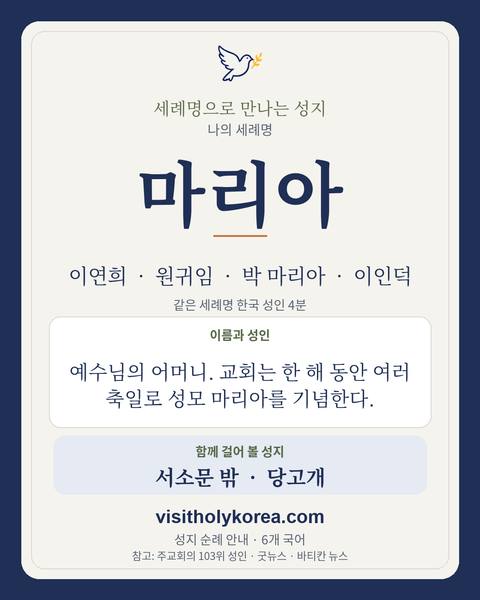 세례명으로 만나는 성지
나의 세례명
마리아
이연희 · 원귀임 · 박 마리아 · 이인덕
같은 세례명 한국 성인 4분
이름과 성인
예수님의 어머니. 교회는 한 해 동안 여러
축일로 성모 마리아를 기념한다.
함께 걸어 볼 성지
서소문 밖 · 당고개
visitholykorea.com
성지 순례 안내 · 6개 국어
참고: 주교회의 103위 성인 · 굿뉴스 · 바티칸 뉴스